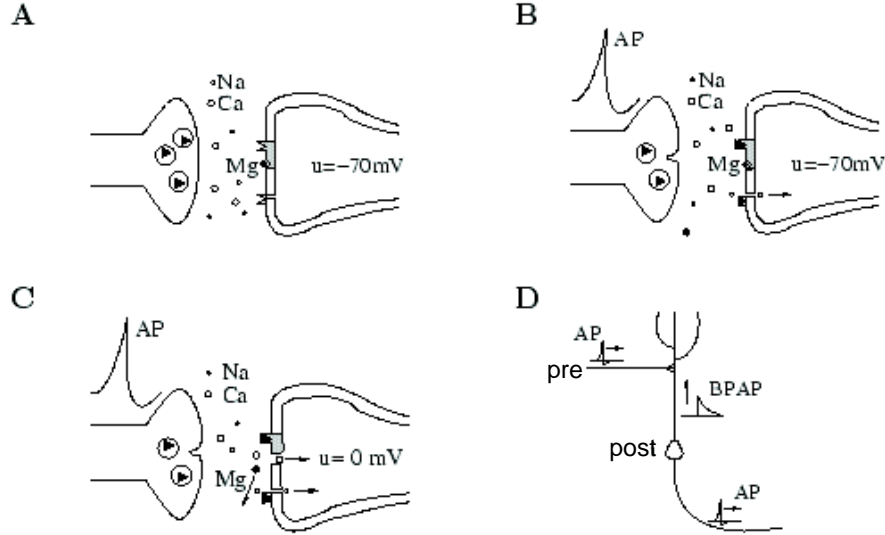 A
Na
Ca
Mg
u=−70mV
B
AP
Na
Ca
Mg
u=−70mV
C
AP
Na
Ca
Mg
u= 0 mV
D
AP
pre
BPAP
post
AP